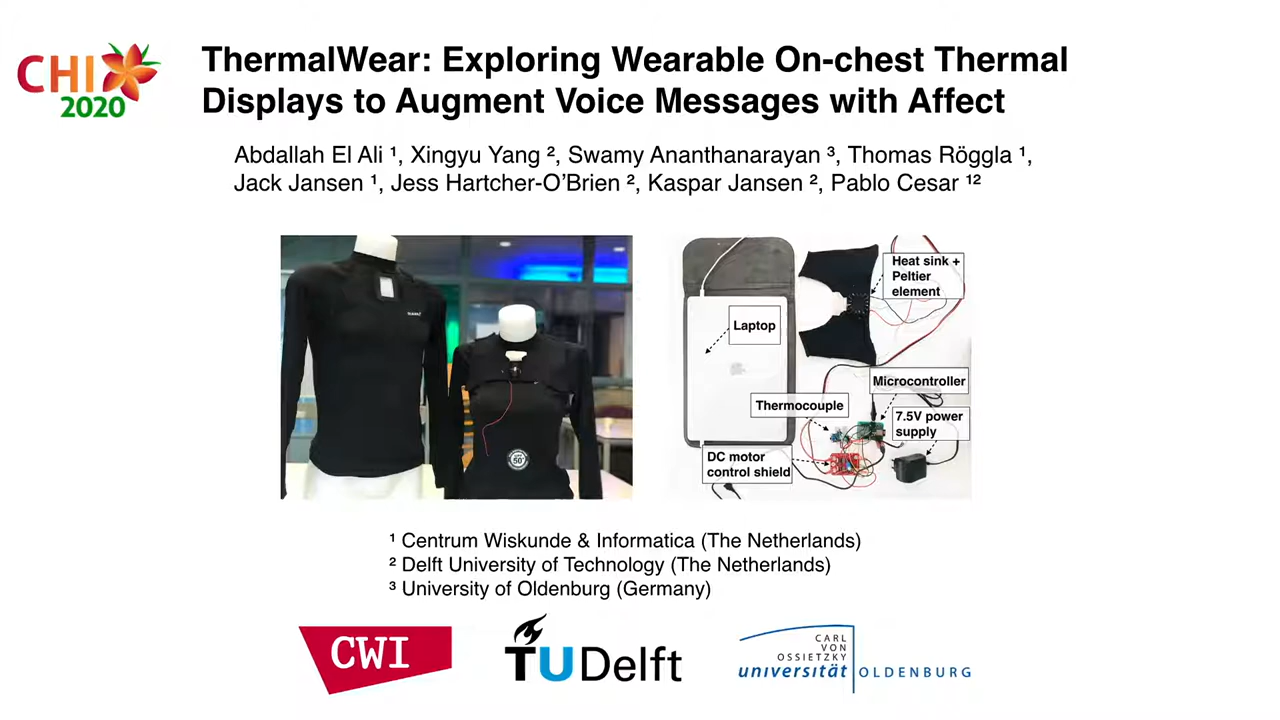 CHI
2020
ThermalWear: Exploring Wearable On-chest Thermal
Displays to Augment Voice Messages with Affect
Abdallah El Ali ¹, Xingyu Yang ², Swamy Ananthanarayan ³, Thomas Röggla ¹,
Jack Jansen ¹, Jess Hartcher-O’Brien ², Kaspar Jansen ², Pablo Cesar ¹²
50
Heat sink +
Peltier
element
Laptop
Microcontroller
Thermocouple
7.5V power
supply
DC motor
control shield
¹ Centrum Wiskunde & Informatica (The Netherlands)
² Delft University of Technology (The Netherlands)
³ University of Oldenburg (Germany)
CWI
TU Delft
CARL
VON
OSSIETZKY
universität OLDENBURG